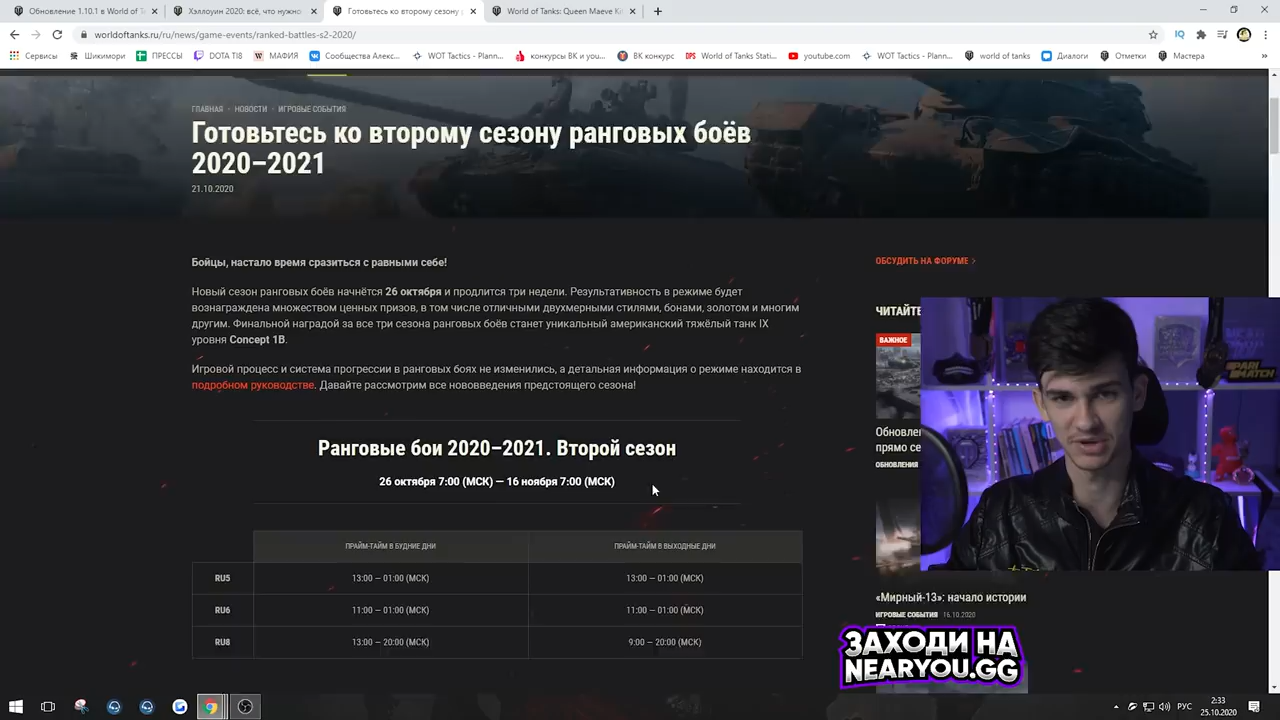 Обновление 1.10.1 в World of T
Хэллоуин 2020: всё, что нужно
Готовьтесь ко второму сезону р
World of Tanks: Queen Maeve Ki
worldoftanks.ru/ru/news/game-events/ranked-battles-s2-2020/
Сервисы
Шикимори
ПРЕССЫ
DOTA TI8
МАФИЯ
Сообщества Алекс...
WOT Tactics - Plann...
конкурсы ВК и you...
ВК конкурс
World of Tanks Stati...
youtube.com
WOT Tactics - Plann...
world of tanks
Диалоги
Отметки
Мастера
ГЛАВНАЯ
НОВОСТИ
ИГРОВЫЕ СОБЫТИЯ
Готовьтесь ко второму сезону ранговых боёв
2020–2021
21.10.2020
Бойцы, настало время сразиться с равными себе!
Новый сезон ранговых боёв начнётся 26 октября и продлится три недели. Результативность в режиме будет
вознаграждена множеством ценных призов, в том числе отличными двухмерными стилями, бонами, золотом и многим
другим. Финальной наградой за все три сезона ранговых боёв станет уникальный американский тяжёлый танк IX
уровня Concept 1B.
Игровой процесс и система прогрессии в ранговых боях не изменились, а детальная информация о режиме находится в
подробном руководстве. Давайте рассмотрим все нововведения предстоящего сезона!
Ранговые бои 2020–2021. Второй сезон
26 октября 7:00 (МСК) — 16 ноября 7:00 (МСК)
ПРАЙМ-ТАЙМ В БУДНИЕ ДНИ
ПРАЙМ-ТАЙМ В ВЫХОДНЫЕ ДНИ
RU5
13:00 — 01:00 (МСК)
13:00 — 01:00 (МСК)
RU6
11:00 — 01:00 (МСК)
11:00 — 01:00 (МСК)
RU8
13:00 — 20:00 (МСК)
9:00 — 20:00 (МСК)
ОБСУДИТЬ НА ФОРУМЕ
ЧИТАЙТЕ
ВАЖНОЕ
PARIMATCH
Обновлен
прямо се
ОБНОВЛЕНИЯ
«Мирный-13»: начало истории
ИГРОВЫЕ СОБЫТИЯ 16.10.2020
ЗАХОДИ НА
NEARYOU.GG
РУС
2:33
25.10.2020